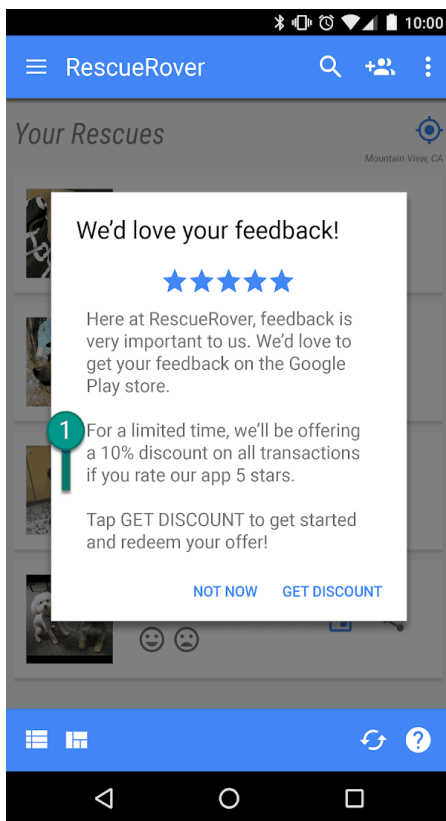 10:00
RescueRover
Your Rescues
Mountain View, CA
We'd love your feedback!
Here at RescueRover, feedback is
very important to us. We'd love to
get your feedback on the Google
Play store.
1
For a limited time, we'll be offering
a 10% discount on all transactions
if you rate our app 5 stars.
Tap GET DISCOUNT to get started
and redeem your offer!
NOT NOW GET DISCOUNT